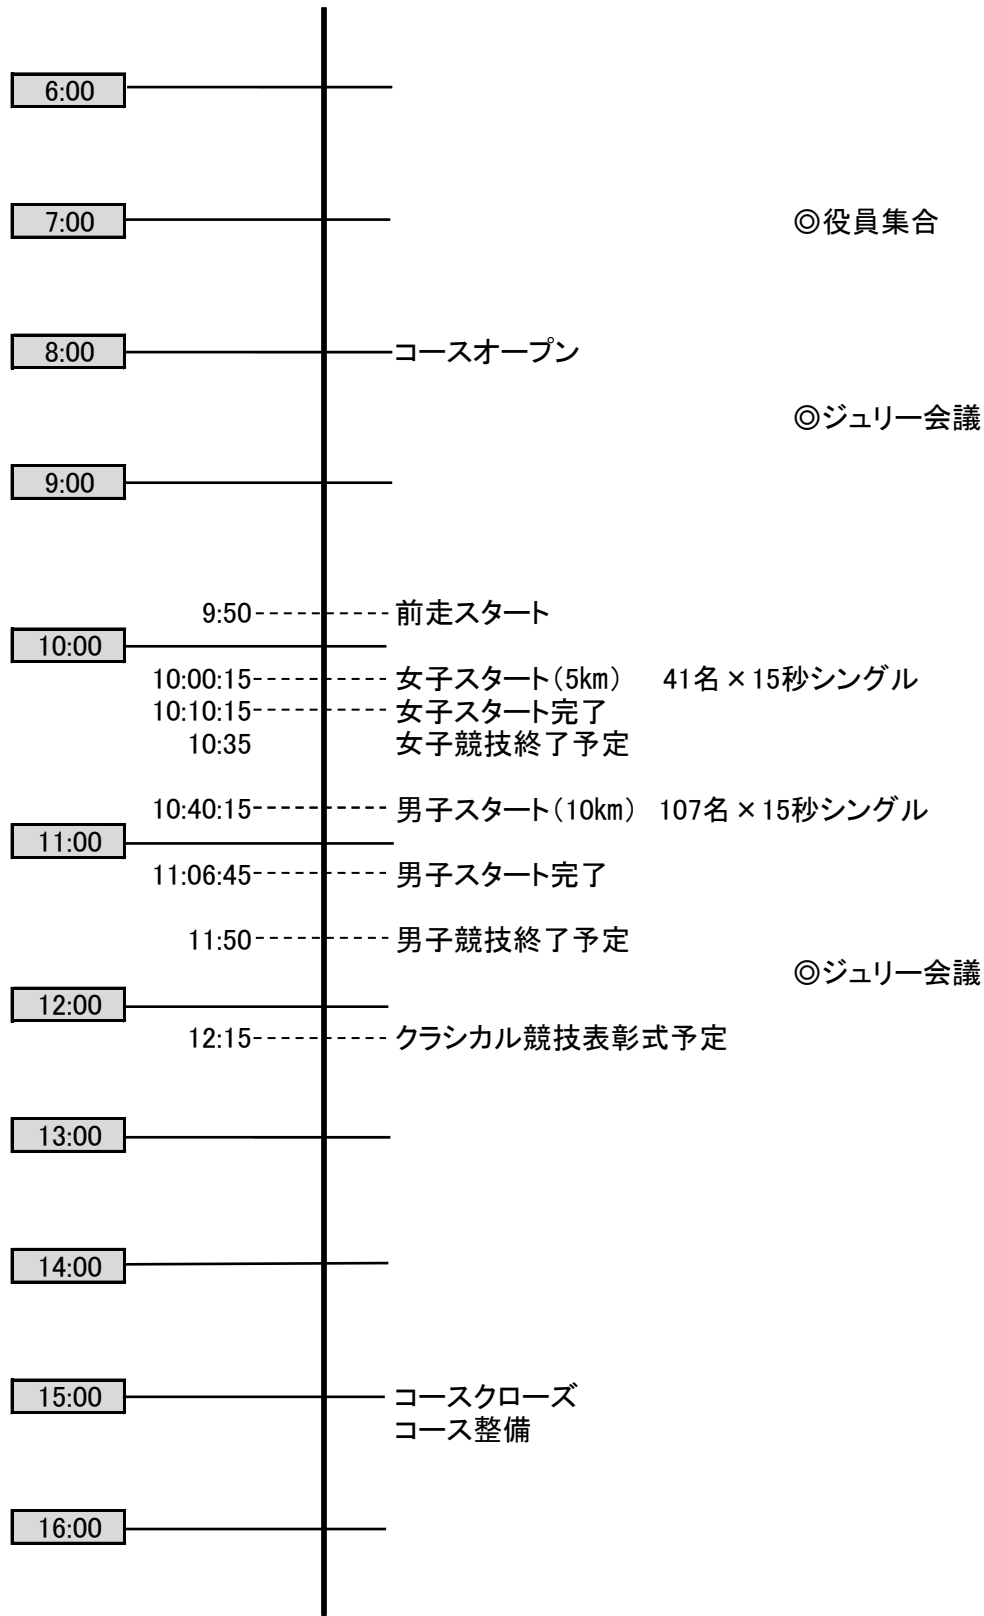 6:00
7:00 ◎役員集合
8:00 コースオープン
◎ジュリー会議
9:00
9:50 前走スタート
10:00
10:00:15 女子スタート(5km) 41名×15秒シングル
10:10:15 女子スタート完了
10:35 女子競技終了予定
10:40:15 男子スタート(10km) 107名×15秒シングル
11:00
11:06:45 男子スタート完了
11:50 男子競技終了予定
◎ジュリー会議
12:00
12:15 クラシカル競技表彰式予定
13:00
14:00
15:00 コースクローズ
コース整備
16:00